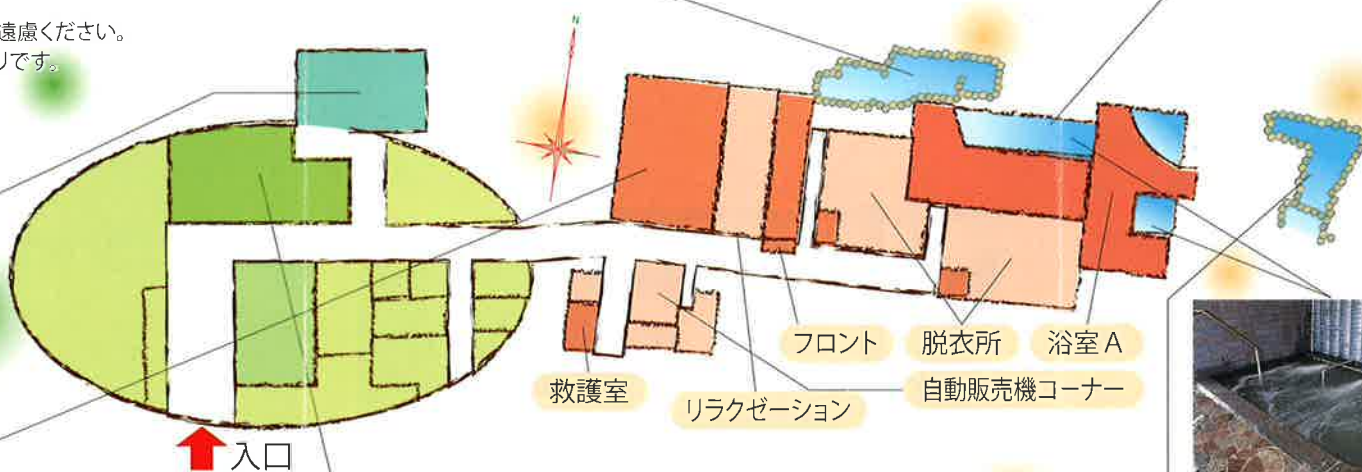 遠慮ください。
りです。
N
フロント
脱衣所
浴室 A
救護室
リラクゼーション
自動販売機コーナー
入口